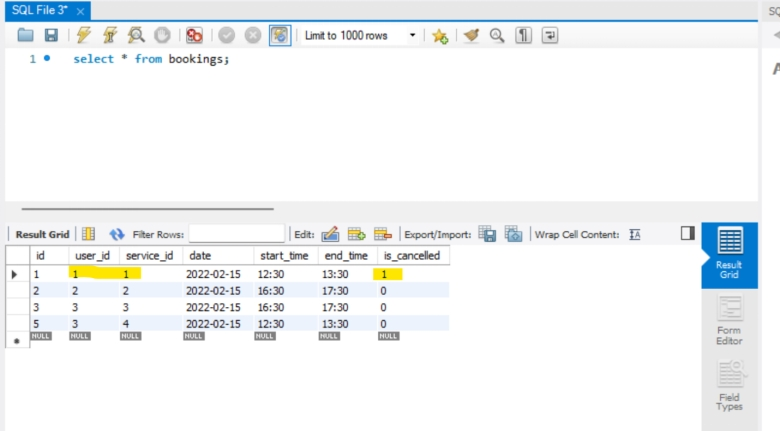 SQL File 3*
SQ
Limit to 1000 rows
A
1 select * from bookings;
Result Grid Filter Rows: Edit: Export/Import: Wrap Cell Content:
id user_id service_id date start_time end_time is_cancelled
1 1 1 2022-02-15 12:30 13:30 1
2 2 2 2022-02-15 16:30 17:30 0
3 3 3 2022-02-15 16:30 17:30 0
5 3 4 2022-02-15 12:30 13:30 0
NULL NULL NULL NULL NULL NULL NULL
Result
Grid
Form
Editor
Field
Types